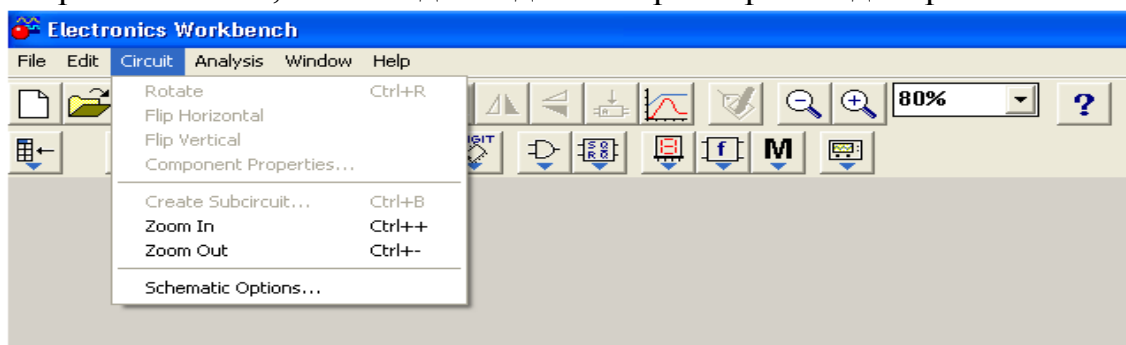 Electronics Workbench
File Edit Circuit Analysis Window Help
Rotate Ctrl+R
Flip Horizontal
Flip Vertical
Component Properties...
Create Subcircuit... Ctrl+B
Zoom In Ctrl++
Zoom Out Ctrl+-
Schematic Options...
80%
?
f
M